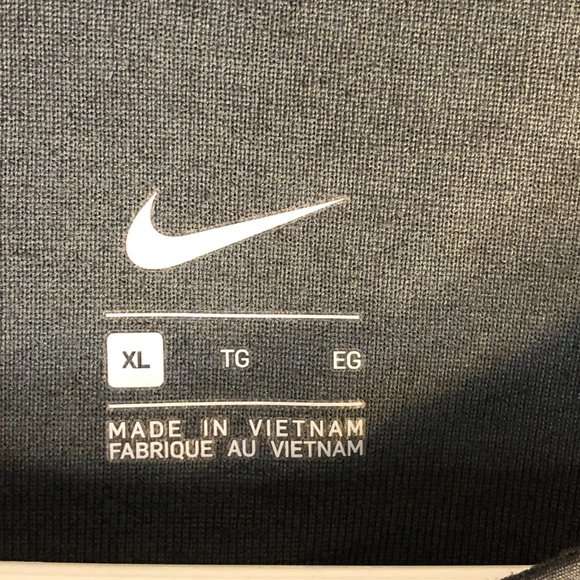 XL TG EG
MADE IN VIETNAM
FABRIQUE AU VIETNAM